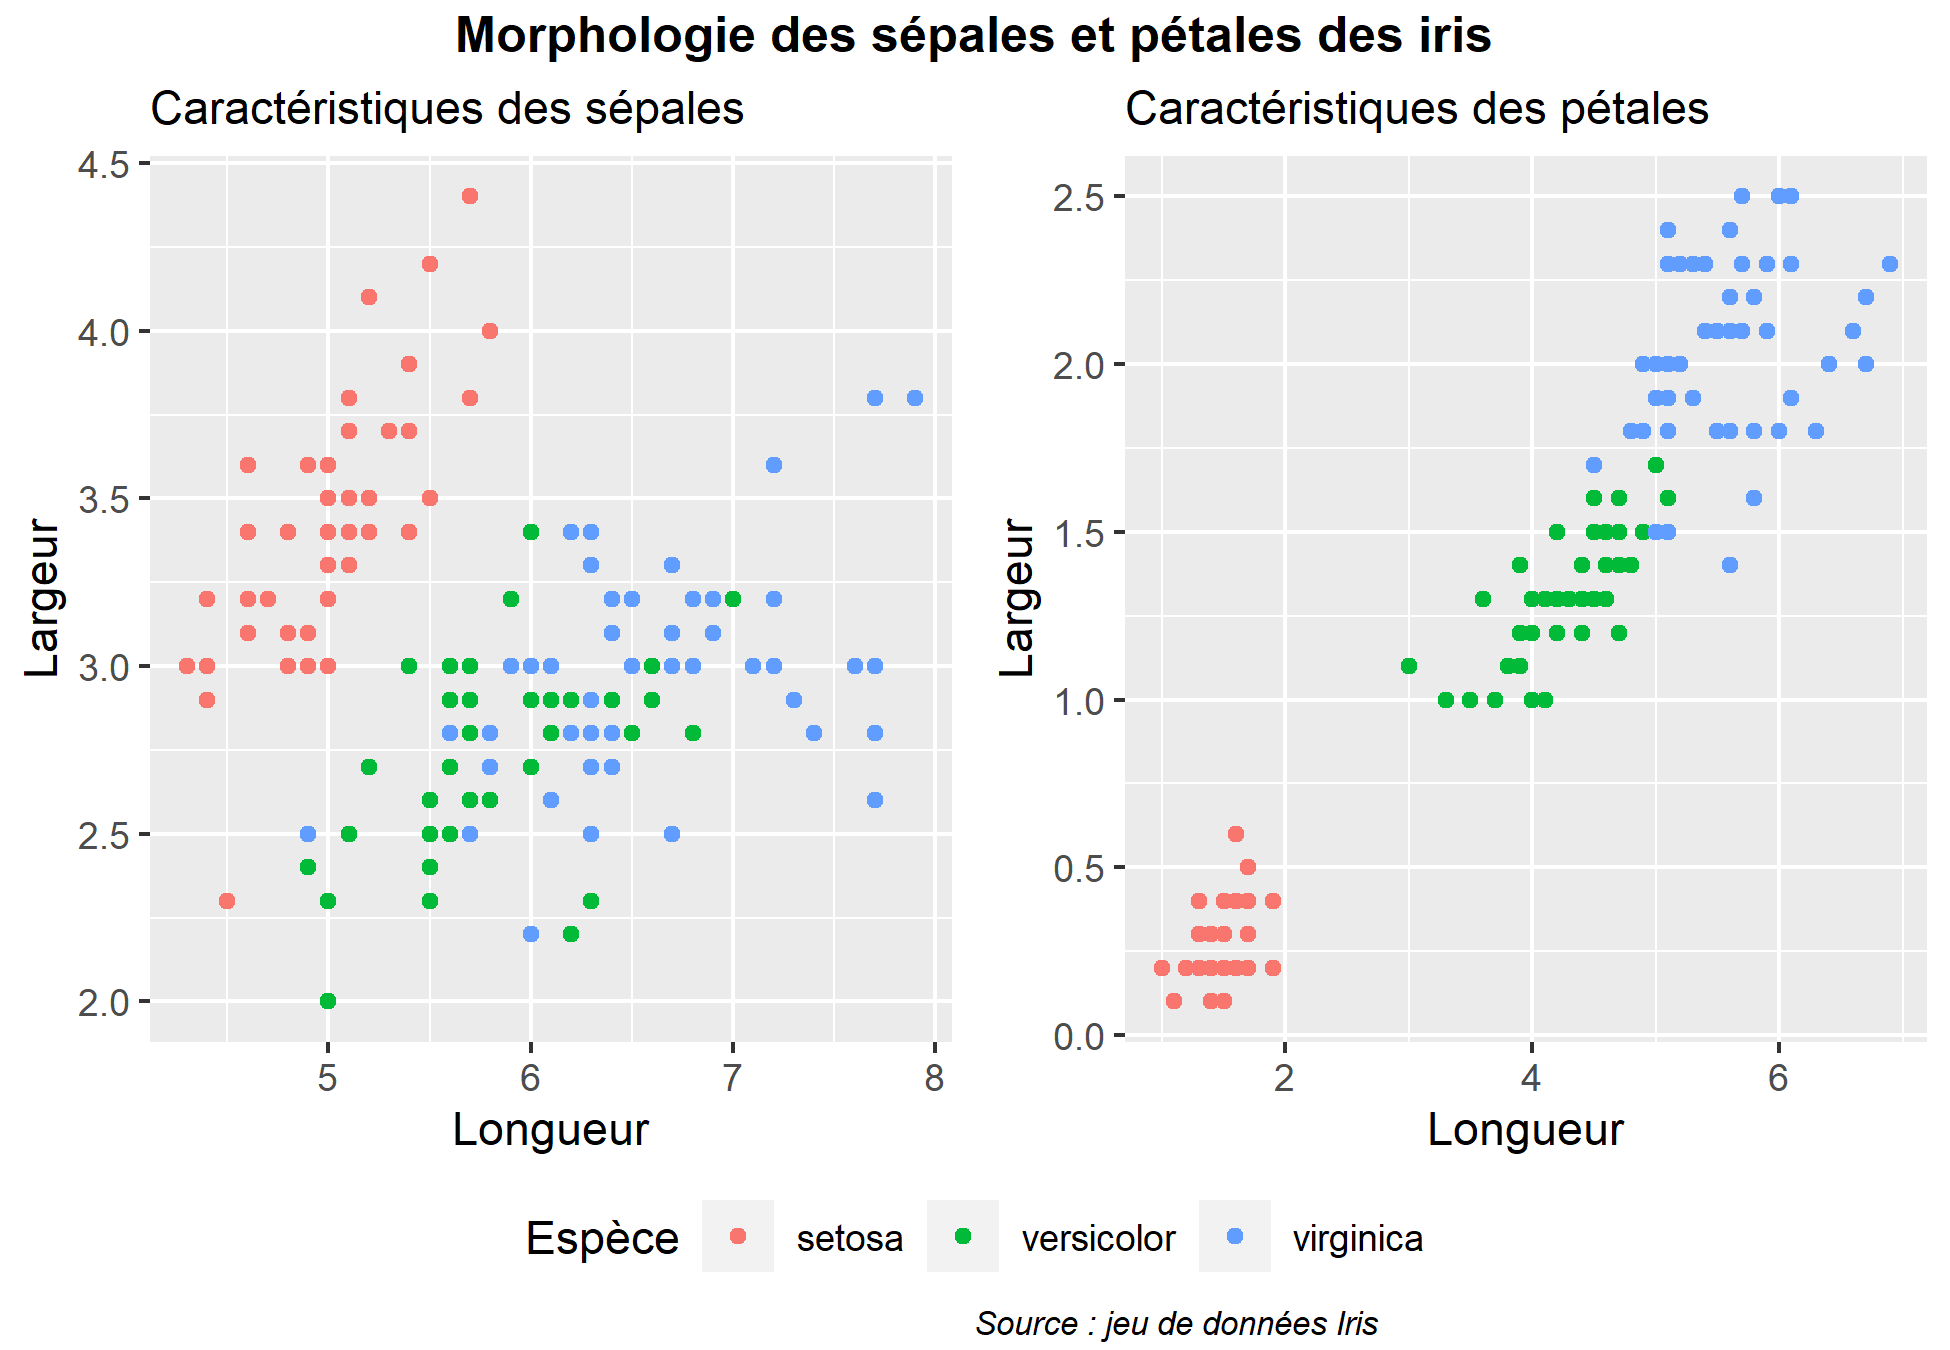 Morphologie des sépales et pétales des iris
Caractéristiques des sépales
Caractéristiques des pétales
Largeur
4.5
4.0
3.5
3.0
2.5
2.0
5 6 7 8
Longueur
Largeur
2.5
2.0
1.5
1.0
0.5
0.0
2 4 6
Longueur
Espèce setosa versicolor virginica
Source : jeu de données Iris